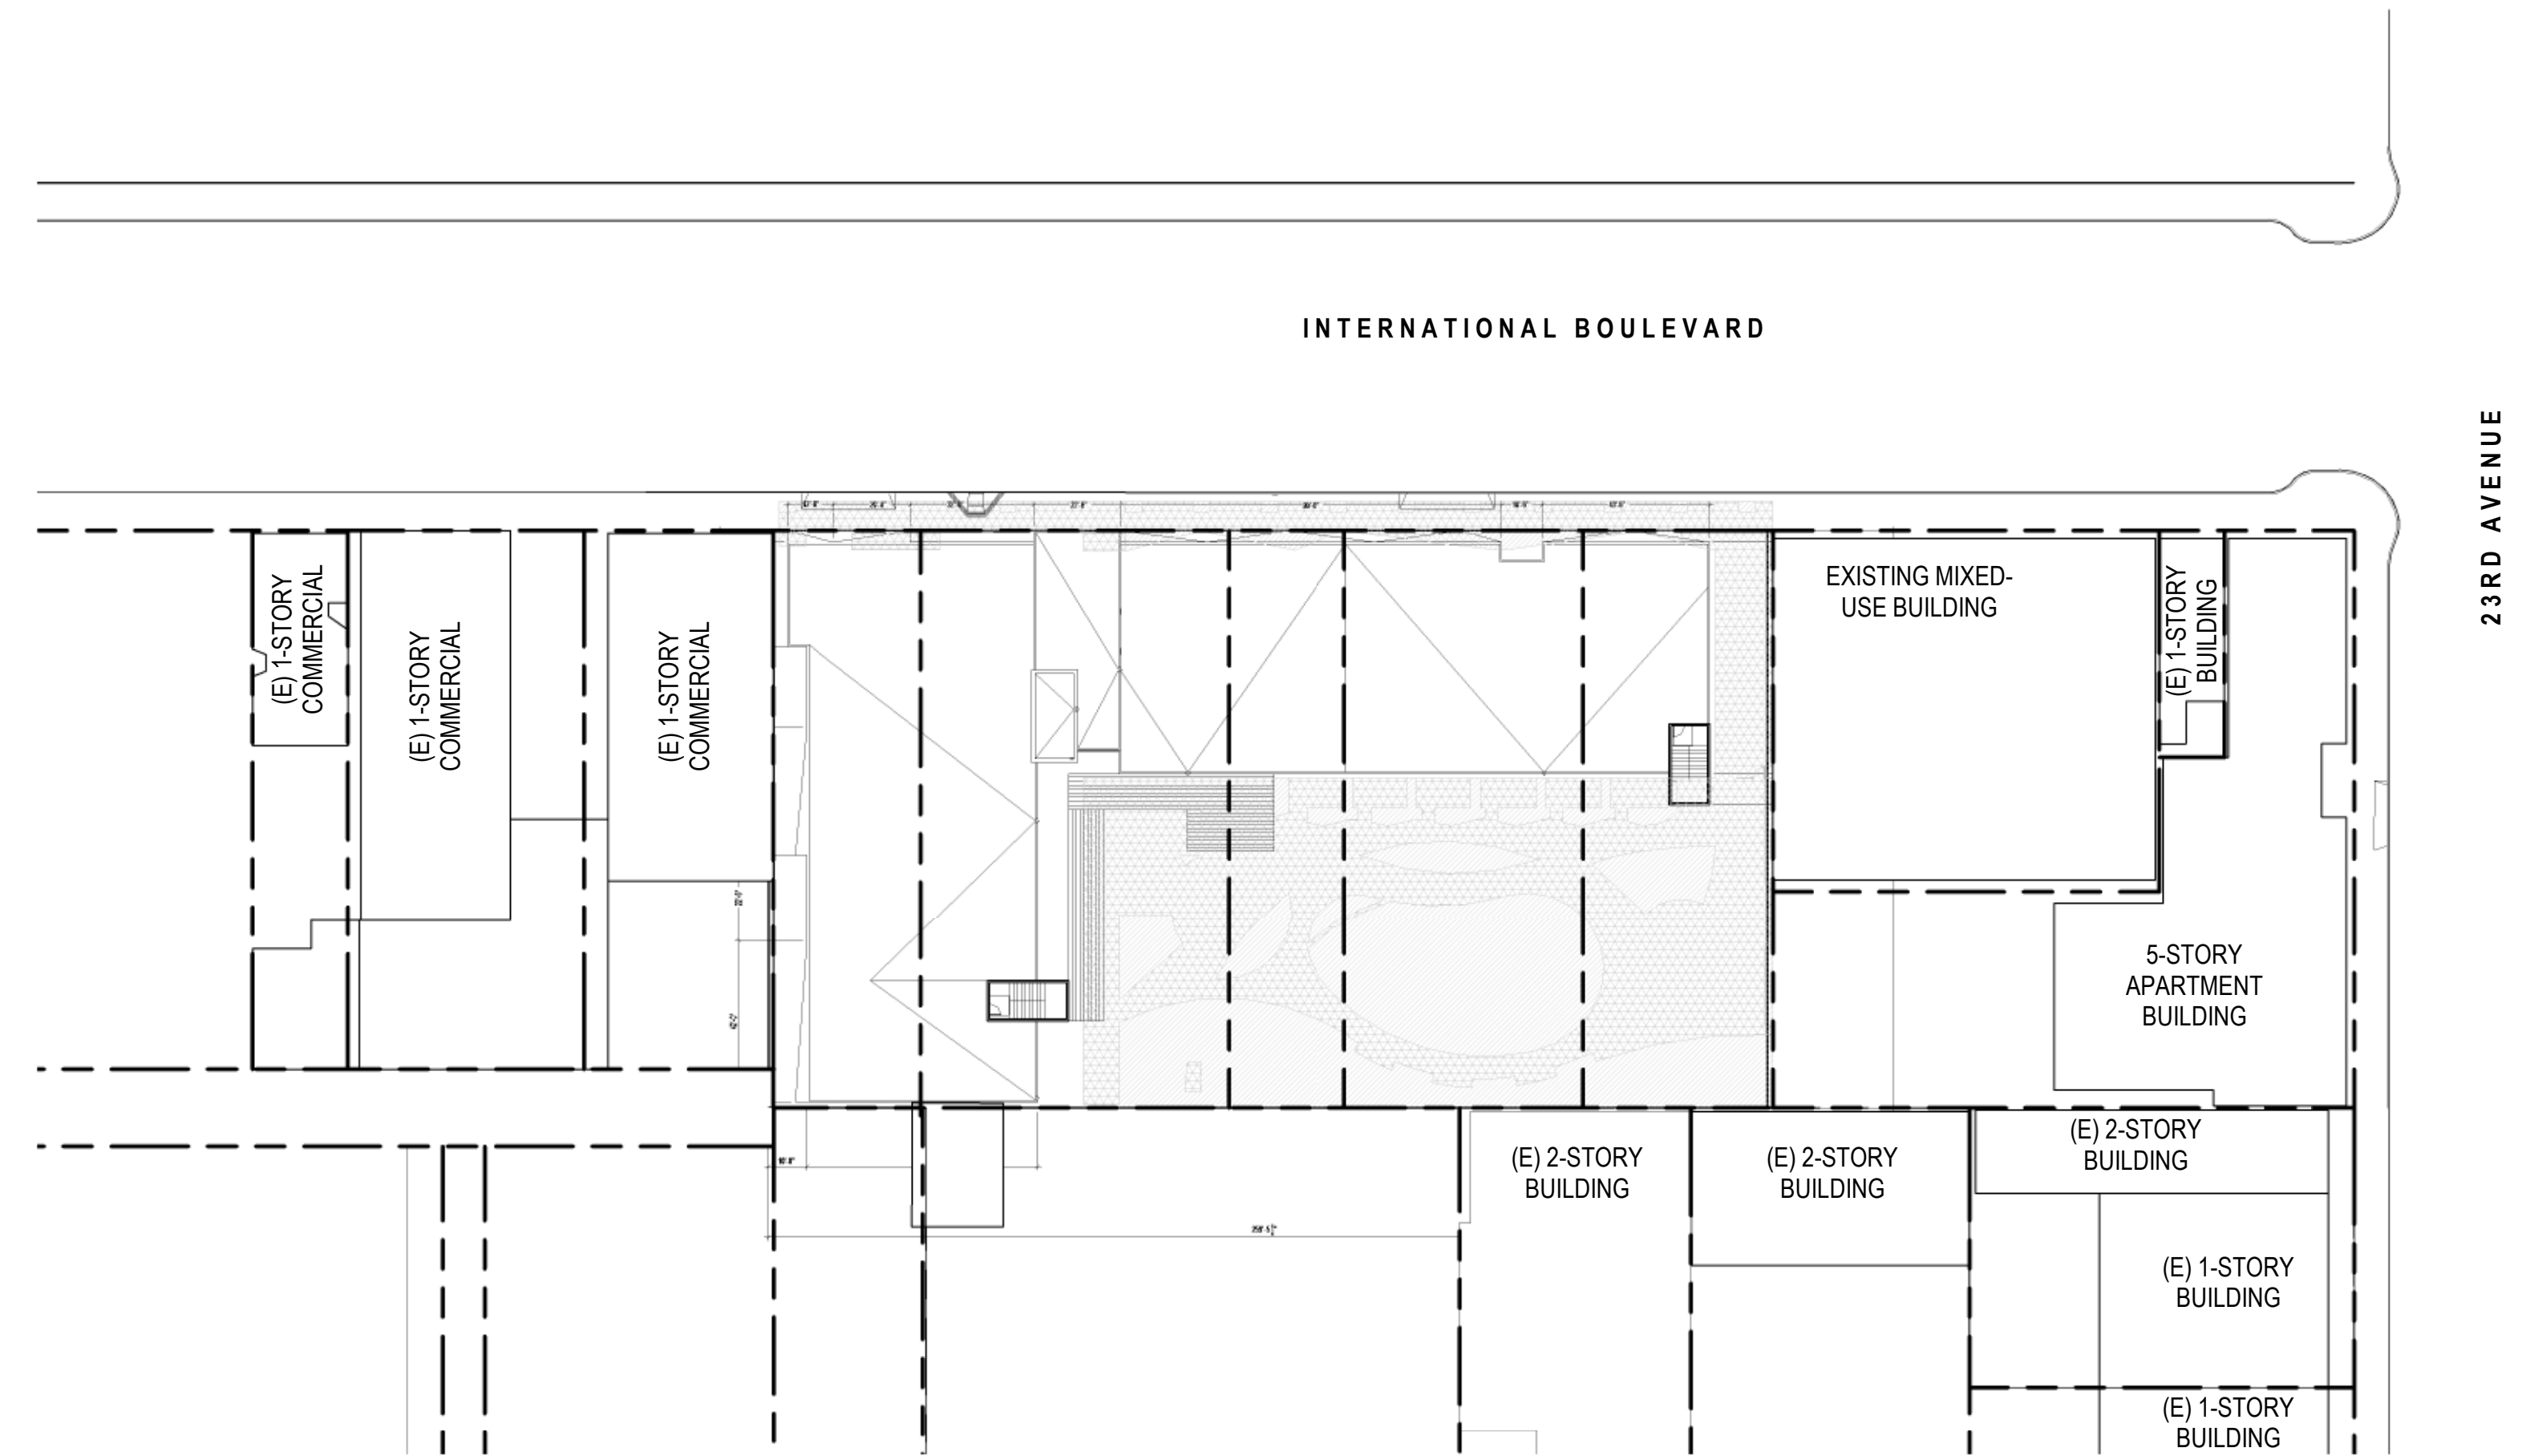 INTERNATIONAL BOULEVARD
23RD AVENUE
(E) 1-STORY
COMMERCIAL
(E) 1-STORY
COMMERCIAL
(E) 1-STORY
COMMERCIAL
EXISTING MIXED-
USE BUILDING
(E) 1-STORY
BUILDING
5-STORY
APARTMENT
BUILDING
(E) 2-STORY
BUILDING
(E) 2-STORY
BUILDING
(E) 2-STORY
BUILDING
(E) 1-STORY
BUILDING
(E) 1-STORY
BUILDING